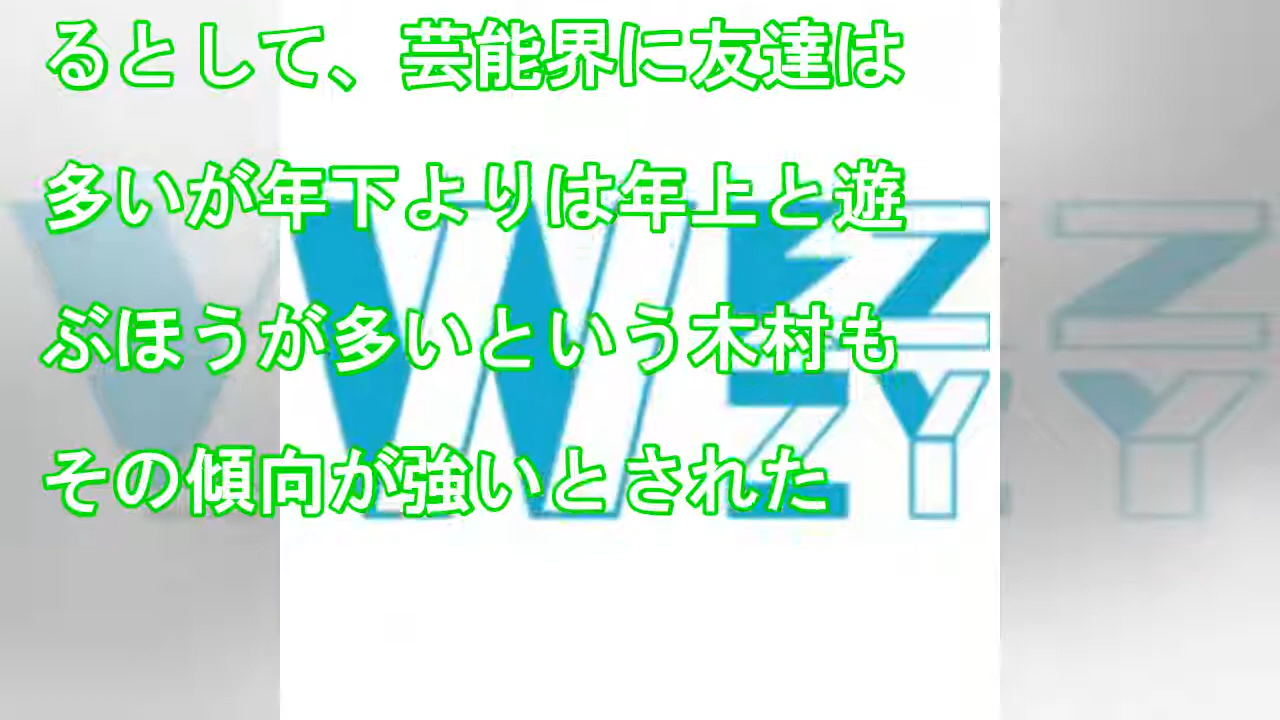 るとして、芸能界に友達は
多いが年下よりは年上と遊
ぶほうが多いという木村も
その傾向が強いとされた
WEZZY